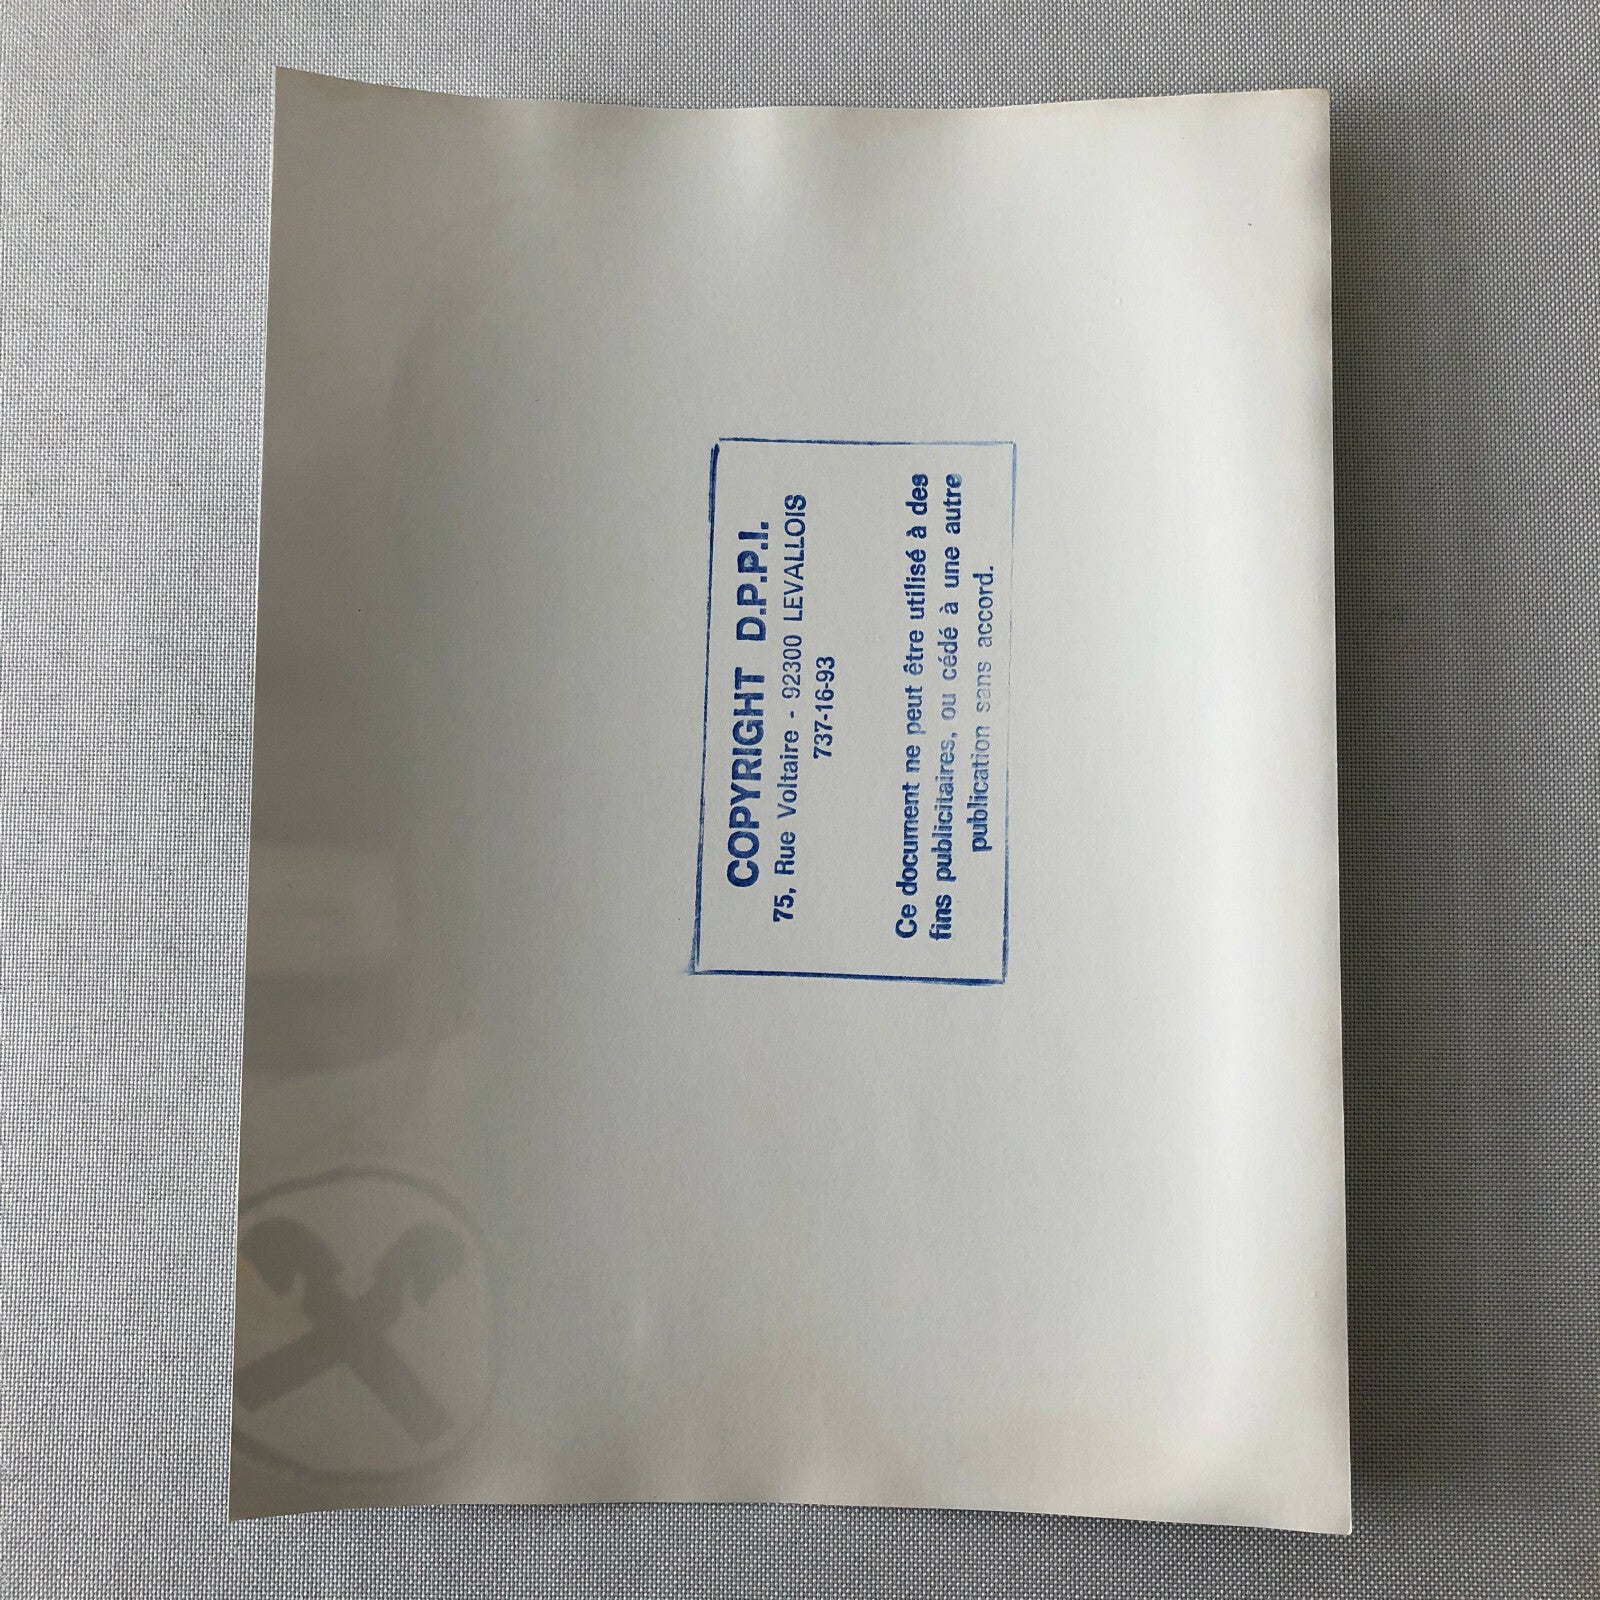 COPYRIGHT D.P.P.I.
75, Rue Voltaire - 92300 LEVALLOIS
737-16-93
Ce document ne peut être utilisé à des
fins publicitaires, ou cédé à une autre
publication sans accord.